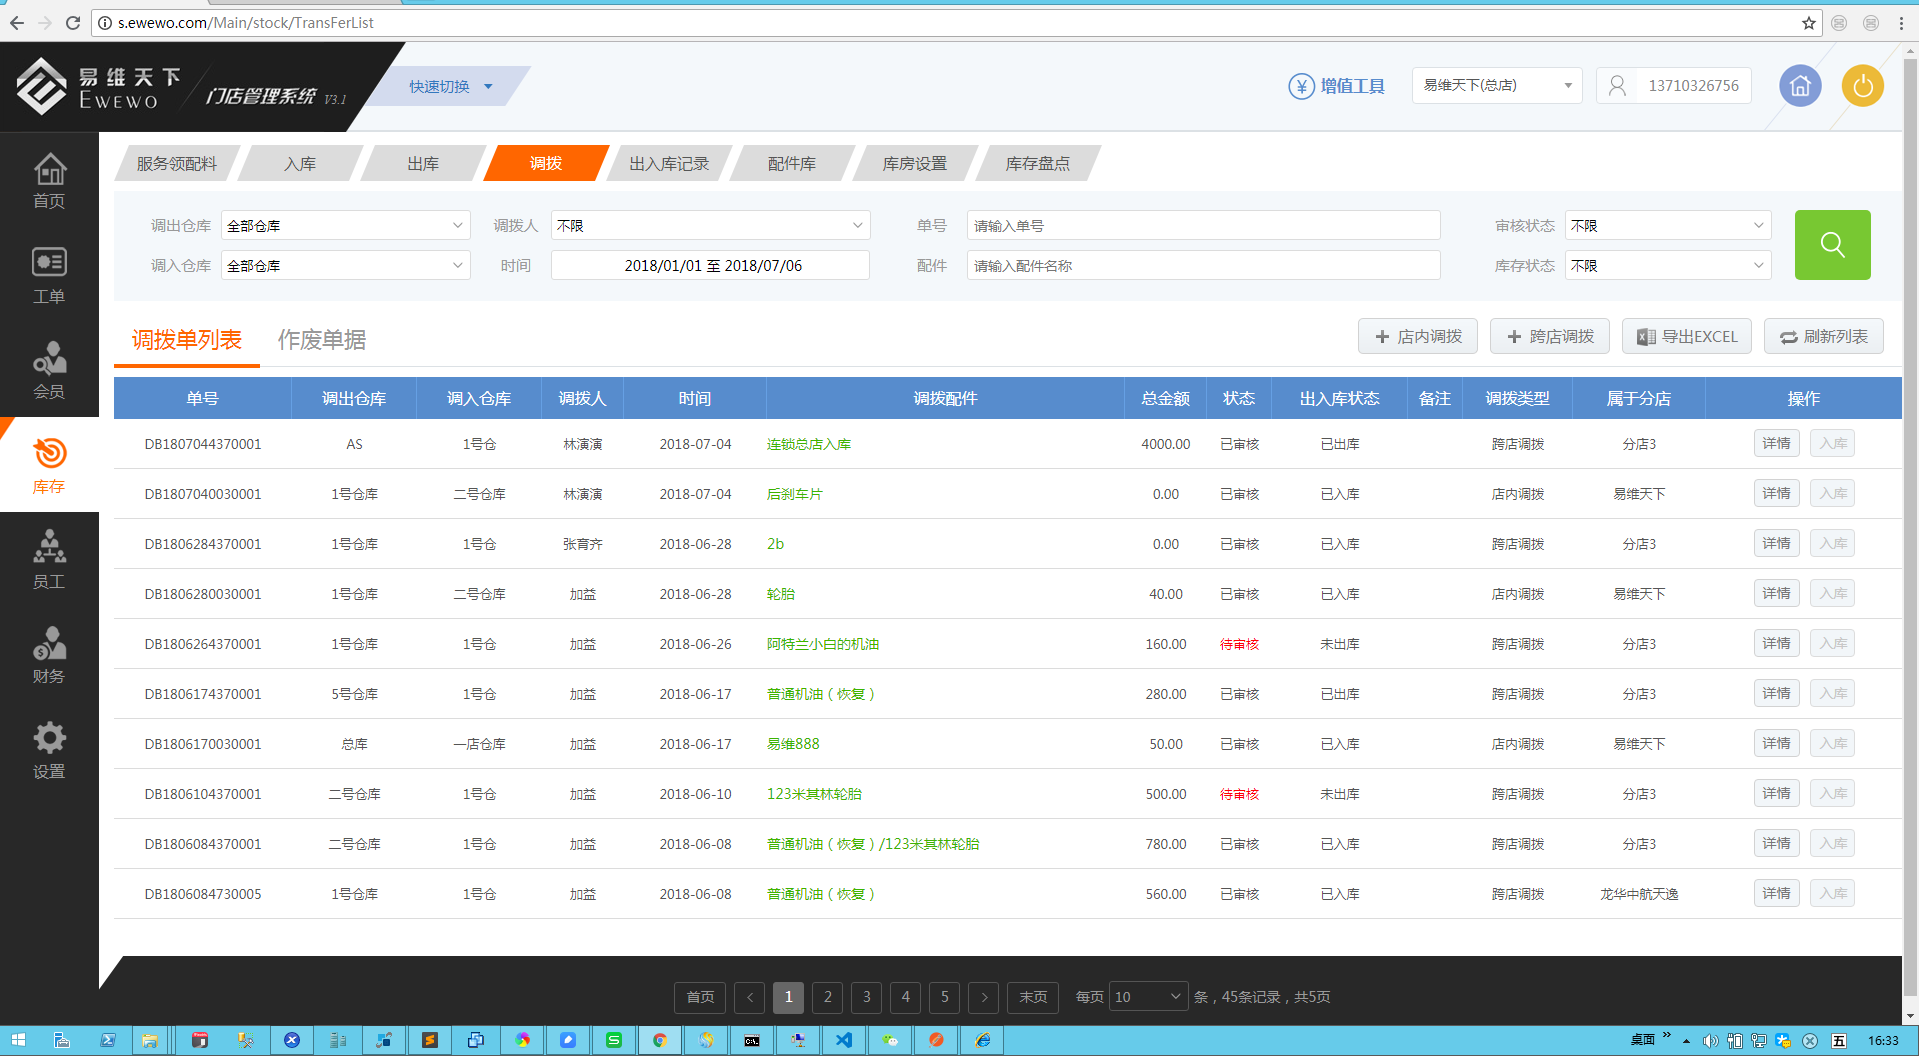 s.ewewo.com/Main/stock/TransFerList
易维天下
EWEWO
门店管理系统 V3.1
快速切换
增值工具
易维天下(总店)
13710326756
首页
工单
会员
库存
员工
财务
设置
服务领配料 入库 出库 调拨 出入库记录 配件库 库房设置 库存盘点
调出仓库 全部仓库 调拨人 不限 单号 请输入单号 审核状态 不限
调入仓库 全部仓库 时间 2018/01/01 至 2018/07/06 配件 请输入配件名称 库存状态 不限
调拨单列表 作废单据 店内调拨 跨店调拨 导出EXCEL 刷新列表
单号 调出仓库 调入仓库 调拨人 时间 调拨配件 总金额 状态 出入库状态 备注 调拨类型 属于分店 操作
DB1807044370001 AS 1号仓 林演演 2018-07-04 连锁总店入库 4000.00 已审核 已出库 跨店调拨 分店3 详情 入库
DB1807040030001 1号仓库 二号仓库 林演演 2018-07-04 后刹车片 0.00 已审核 已入库 店内调拨 易维天下 详情 入库
DB1806284370001 1号仓库 1号仓 张育齐 2018-06-28 2b 0.00 已审核 已入库 跨店调拨 分店3 详情 入库
DB1806280030001 1号仓库 二号仓库 加益 2018-06-28 轮胎 40.00 已审核 已入库 店内调拨 易维天下 详情 入库
DB1806264370001 1号仓库 1号仓 加益 2018-06-26 阿特兰小白的机油 160.00 待审核 未出库 跨店调拨 分店3 详情 入库
DB1806174370001 5号仓库 1号仓 加益 2018-06-17 普通机油（恢复） 280.00 已审核 已出库 跨店调拨 分店3 详情 入库
DB1806170030001 总库 一店仓库 加益 2018-06-17 易维888 50.00 已审核 已入库 店内调拨 易维天下 详情 入库
DB1806104370001 二号仓库 1号仓 加益 2018-06-10 123米其林轮胎 500.00 待审核 未出库 跨店调拨 分店3 详情 入库
DB1806084370001 二号仓库 1号仓 加益 2018-06-08 普通机油（恢复）/123米其林轮胎 780.00 已审核 已入库 跨店调拨 分店3 详情 入库
DB1806084730005 1号仓库 1号仓 加益 2018-06-08 普通机油（恢复） 560.00 已审核 已入库 跨店调拨 龙华中航天逸 详情 入库
首页 < 1 2 3 4 5 > 末页 每页 10 条，45条记录，共5页
桌面 » 五 16:33